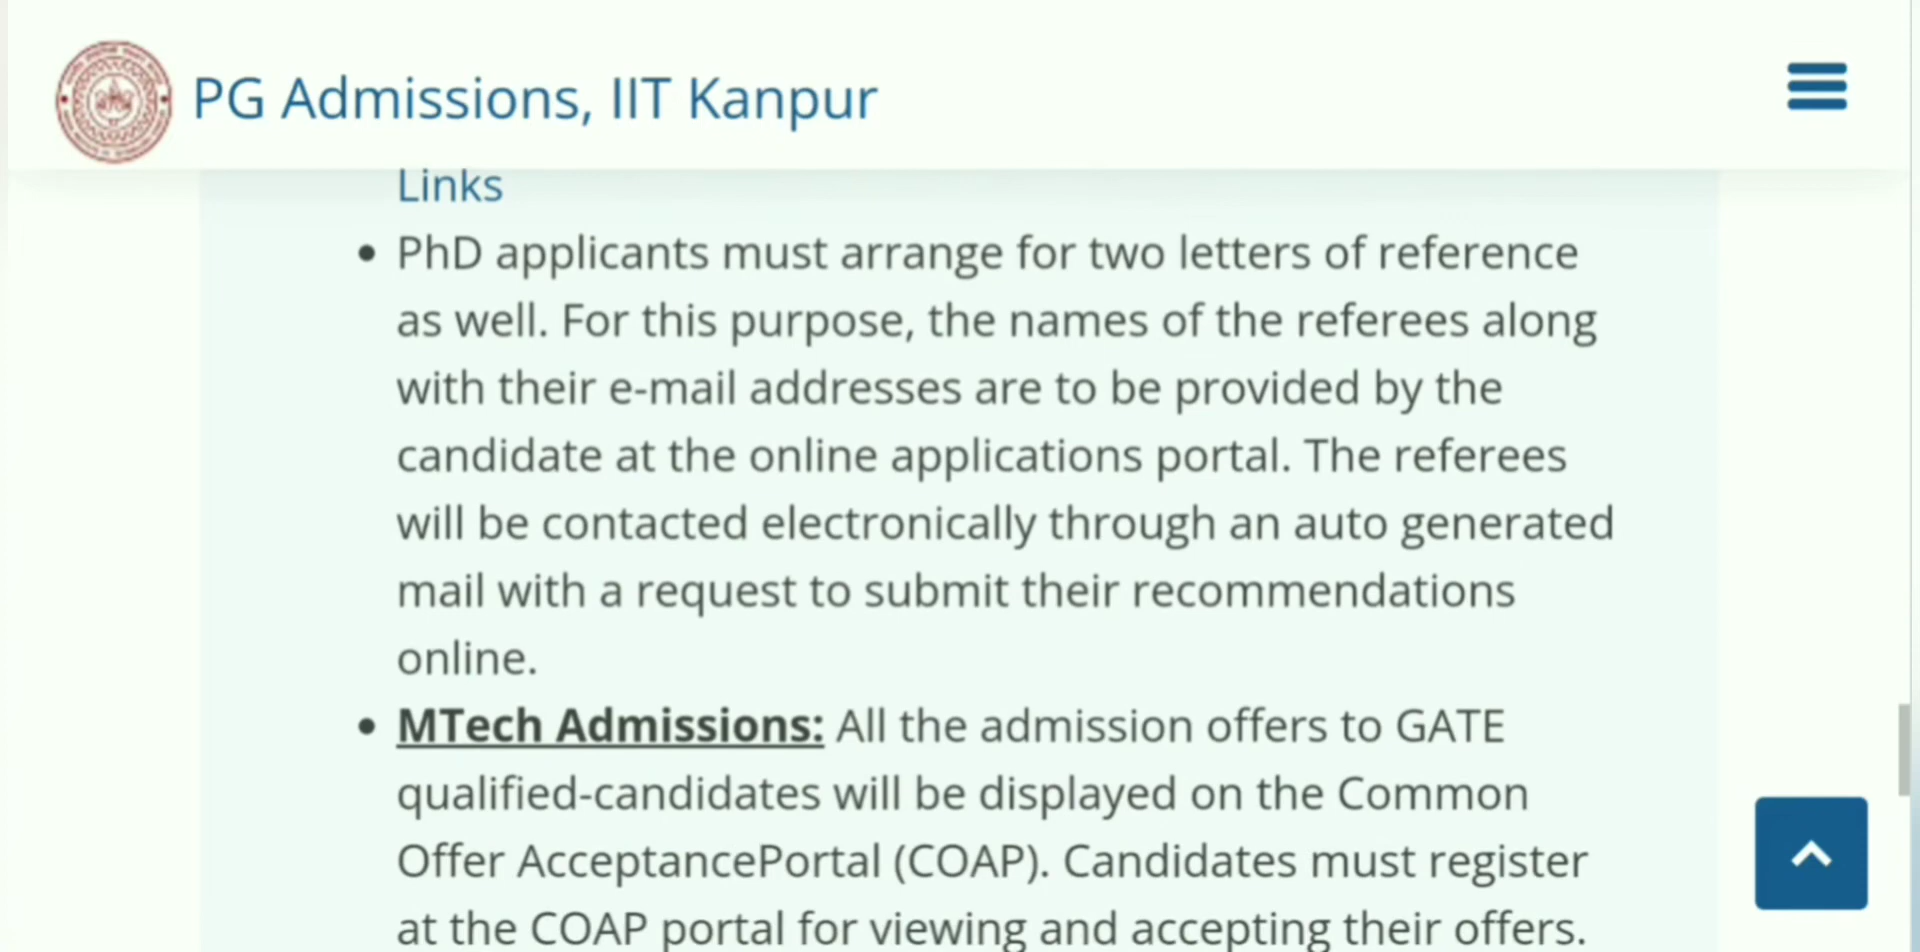 PG Admissions, IIT Kanpur
Links
PhD applicants must arrange for two letters of reference
as well. For this purpose, the names of the referees along
with their e-mail addresses are to be provided by the
candidate at the online applications portal. The referees
will be contacted electronically through an auto generated
mail with a request to submit their recommendations
online.
MTech Admissions: All the admission offers to GATE
qualified-candidates will be displayed on the Common
Offer AcceptancePortal (COAP). Candidates must register
at the COAP portal for viewing and accepting their offers.